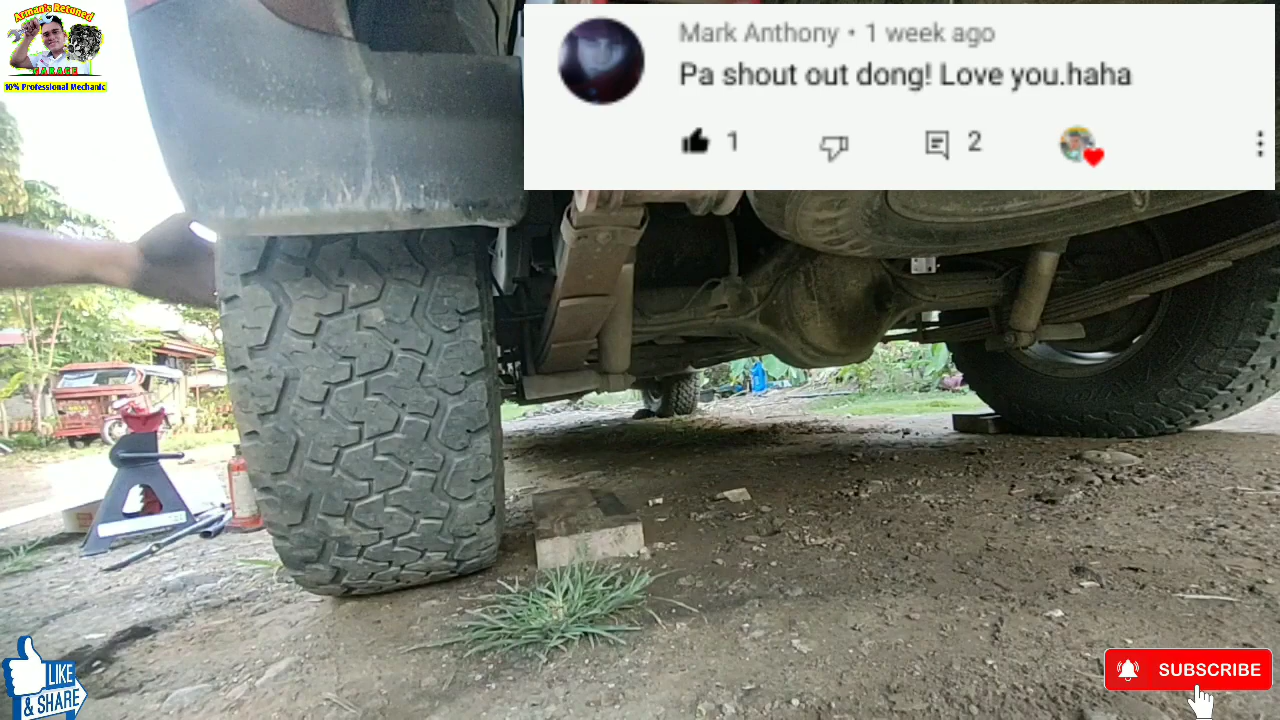 Arman's Retuned
GARAGE
10% Professional Mechanic
Mark Anthony • 1 week ago
Pa shout out dong! Love you.haha
1
2
LIKE
& SHARE
SUBSCRIBE